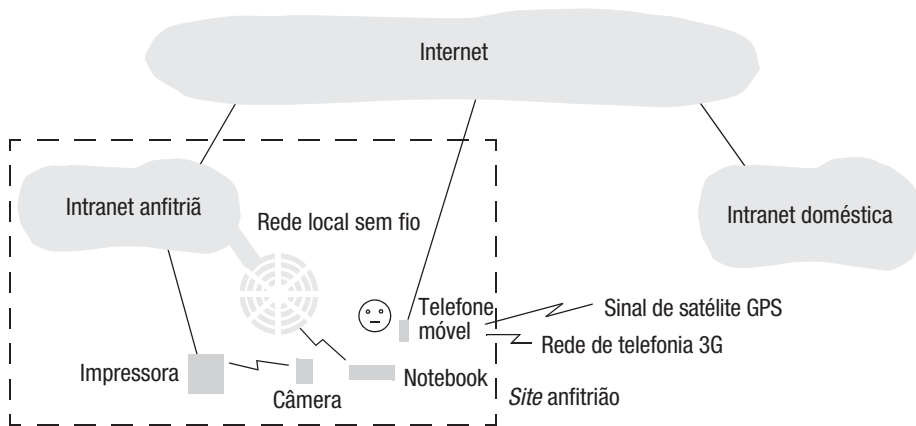 Internet
Intranet anfitriã
Rede local sem fio
Intranet doméstica
Telefone
móvel
Sinal de satélite GPS
Rede de telefonia 3G
Impressora
Câmera
Notebook
Site anfitrião